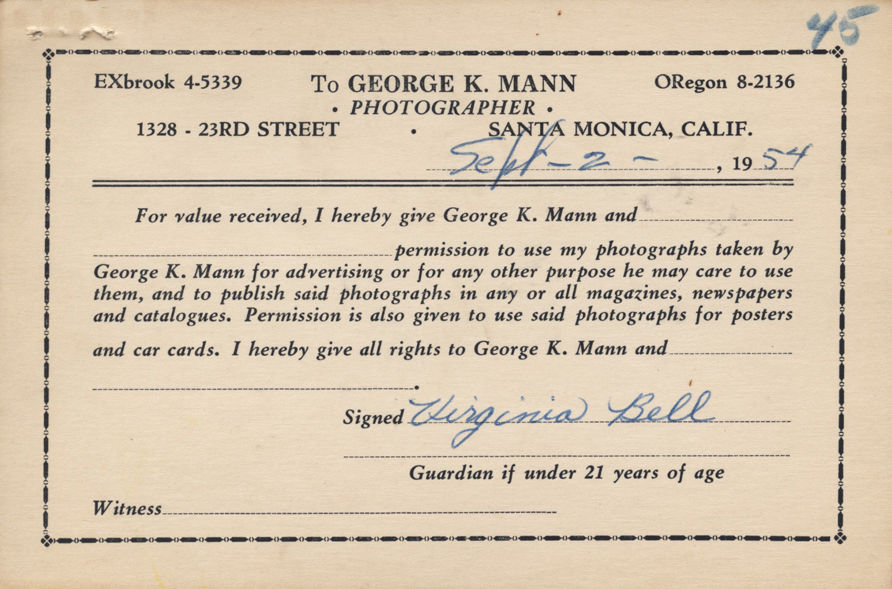 45
EXbrook 4-5339 To GEORGE K. MANN ORegon 8-2136
• PHOTOGRAPHER •
1328 - 23RD STREET • SANTA MONICA, CALIF.
Sept - 2 - , 19 54
For value received, I hereby give George K. Mann and
permission to use my photographs taken by
George K. Mann for advertising or for any other purpose he may care to use
them, and to publish said photographs in any or all magazines, newspapers
and catalogues. Permission is also given to use said photographs for posters
and car cards. I hereby give all rights to George K. Mann and
.
Signed Virginia Bell
Guardian if under 21 years of age
Witness